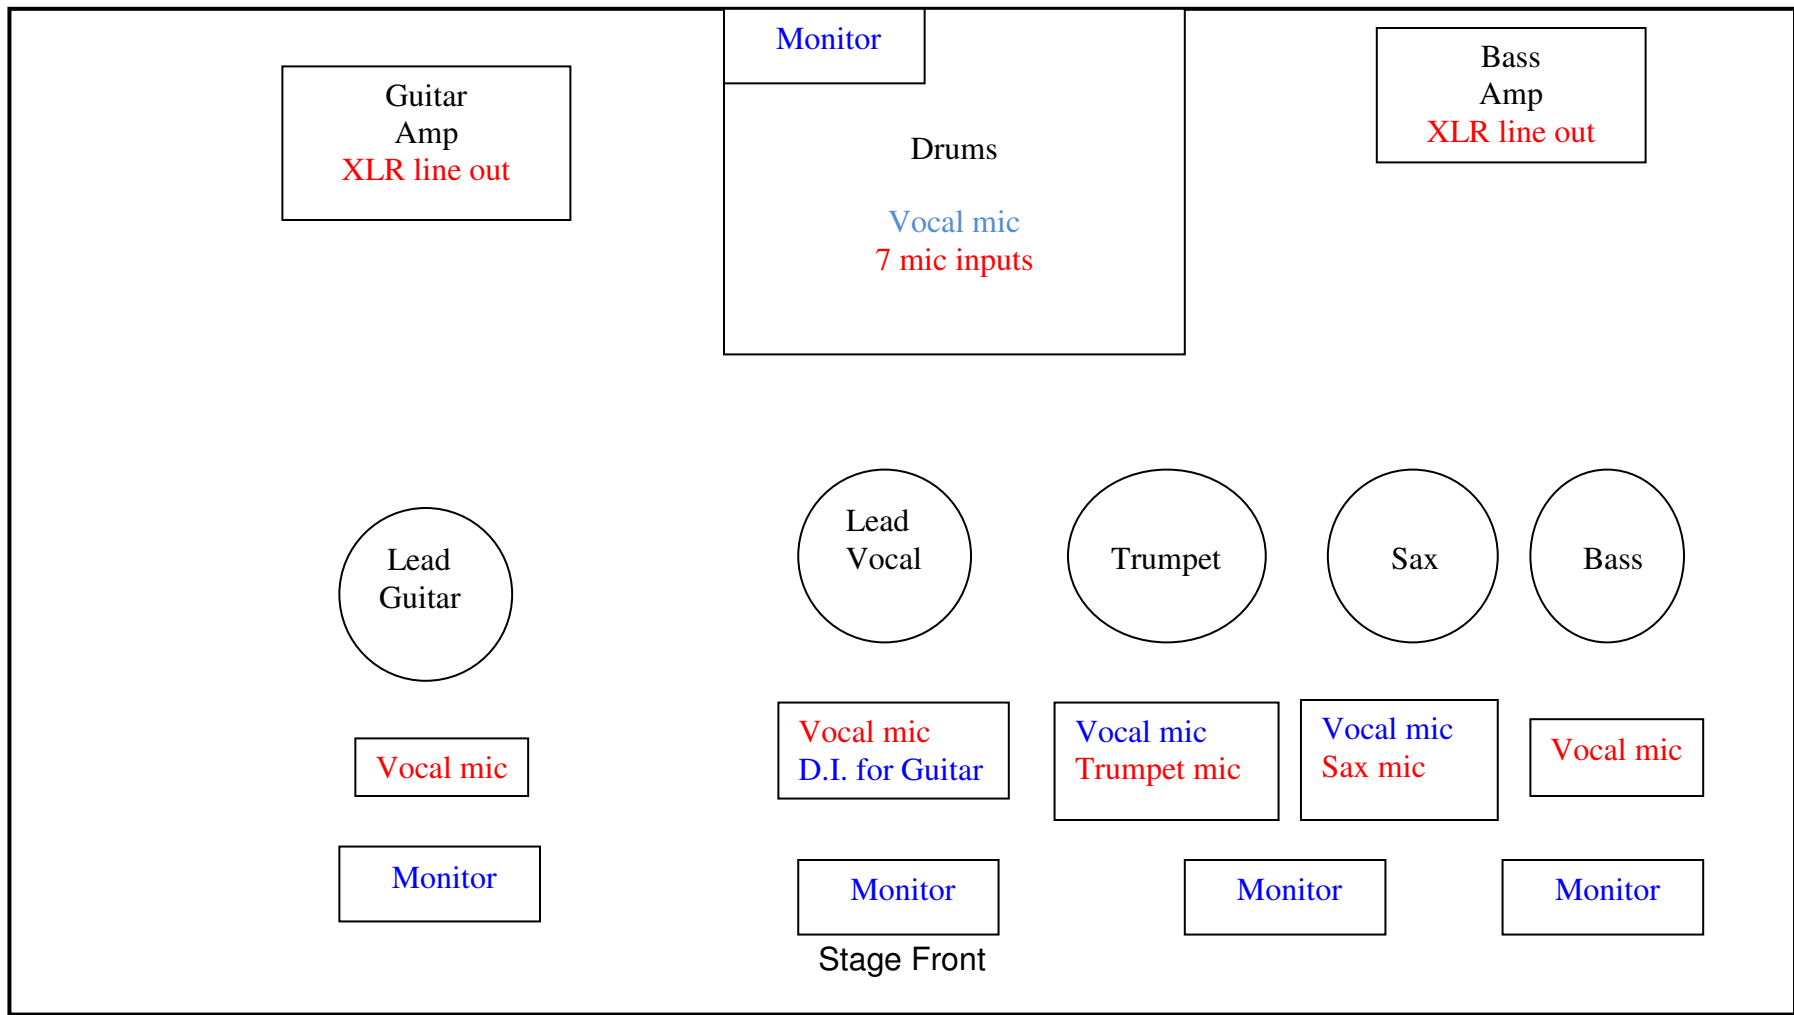 Monitor
Guitar
Amp
XLR line out
Drums
Vocal mic
7 mic inputs
Bass
Amp
XLR line out
Lead
Guitar
Lead
Vocal
Trumpet
Sax
Bass
Vocal mic
Vocal mic
D.I. for Guitar
Vocal mic
Trumpet mic
Vocal mic
Sax mic
Vocal mic
Monitor
Monitor
Monitor
Monitor
Stage Front